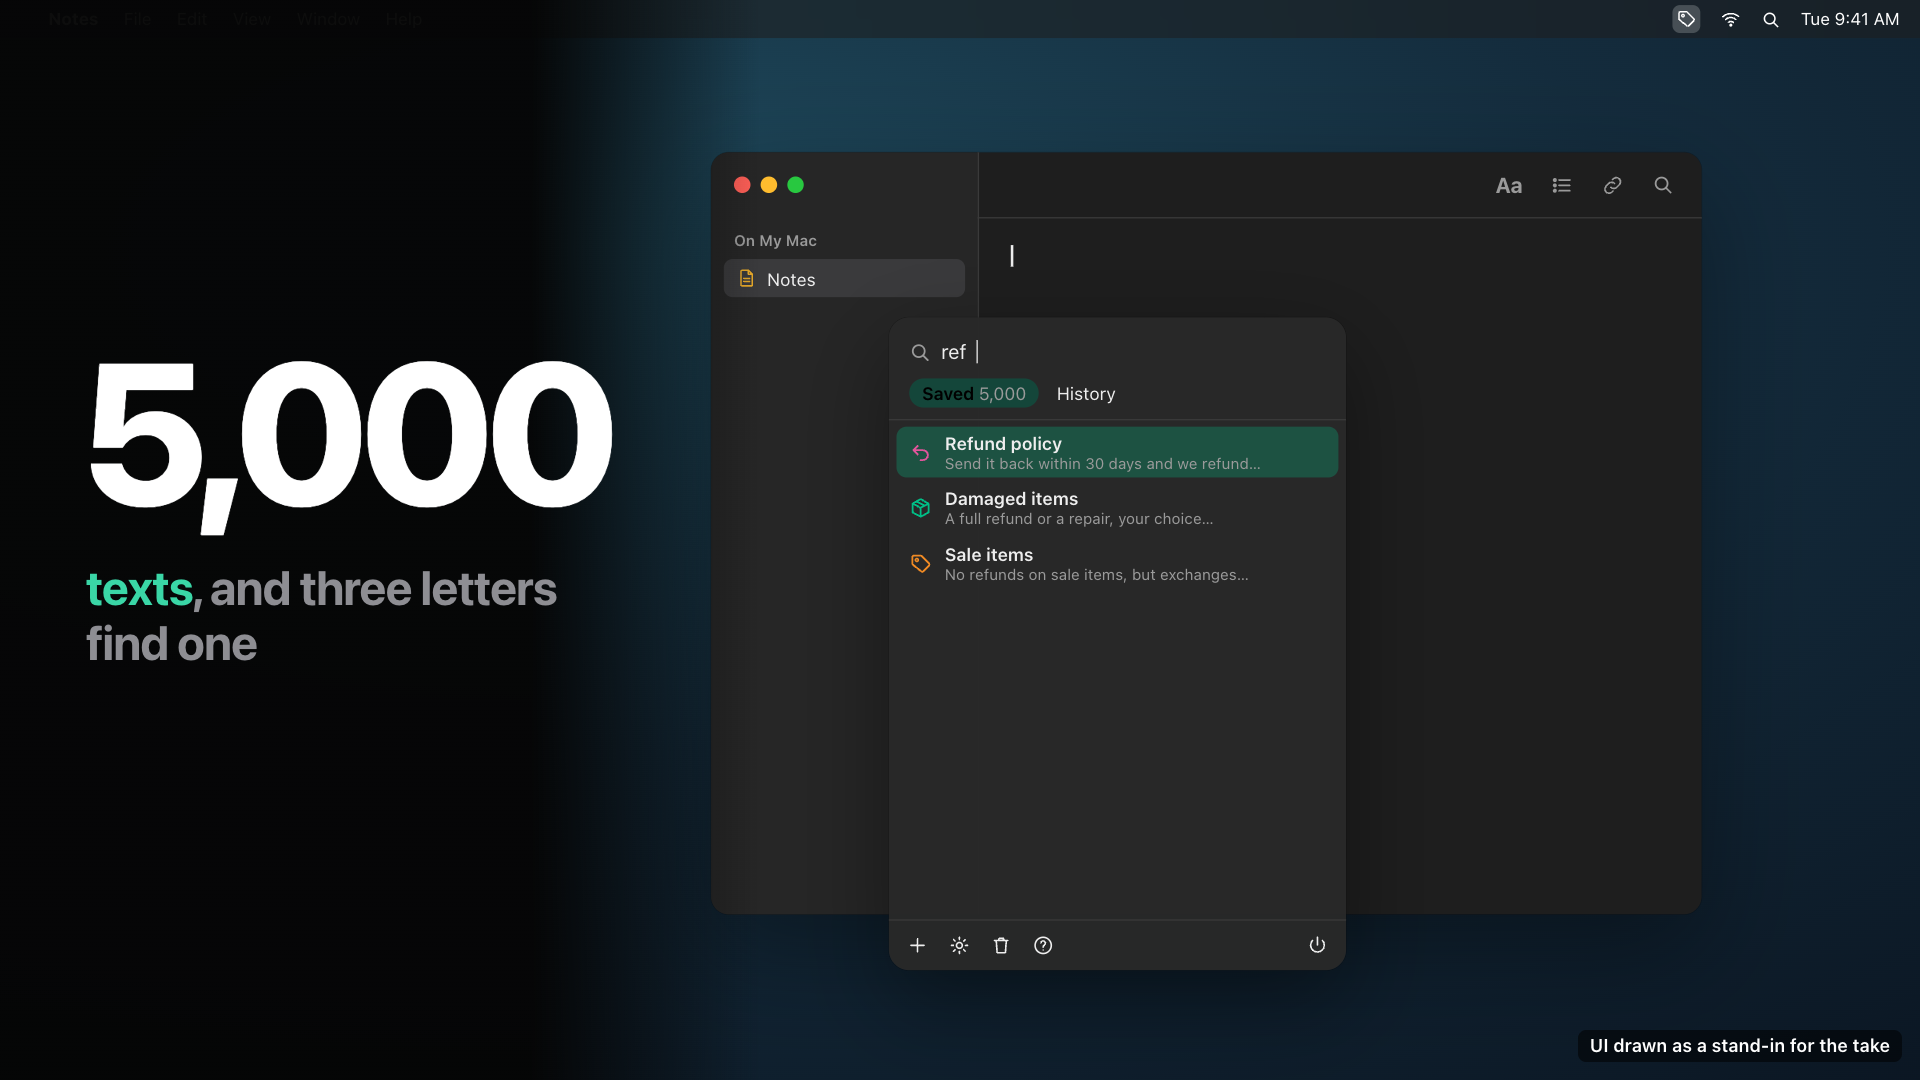 Notes File Edit View Window Help
Tue 9:41 AM
5,000
texts, and three letters
find one
Aa
On My Mac
Notes
ref
Saved 5,000
History
Refund policy
Send it back within 30 days and we refund...
Damaged items
A full refund or a repair, your choice...
Sale items
No refunds on sale items, but exchanges...
UI drawn as a stand-in for the take